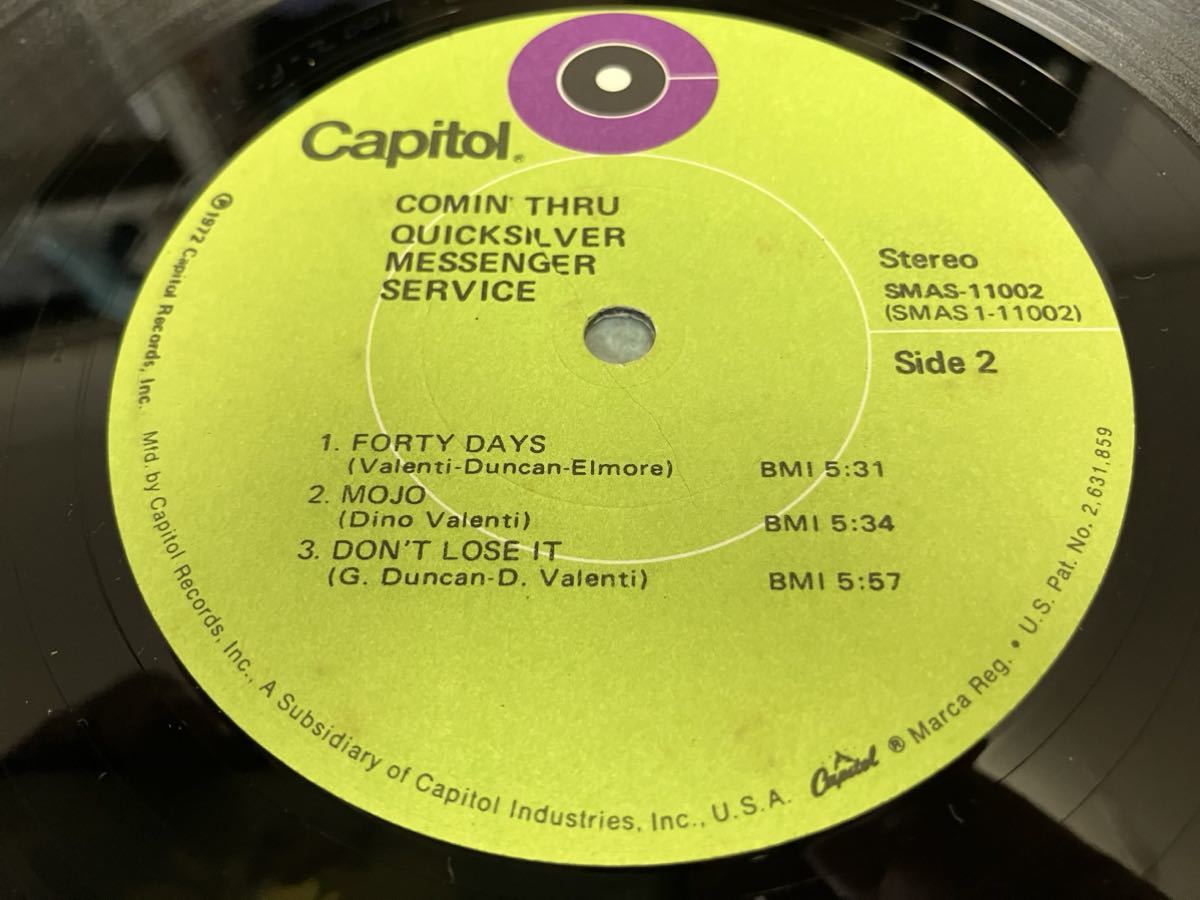 Capitol®
COMIN' THRU
QUICKSILVER
MESSENGER
SERVICE
Stereo
SMAS-11002
(SMAS 1-11002)
Side 2
1. FORTY DAYS
(Valenti-Duncan-Elmore) BMI 5:31
2. MOJO
(Dino Valenti) BMI 5:34
3. DON'T LOSE IT
(G. Duncan-D. Valenti) BMI 5:57
℗ 1972 Capitol Records, Inc. Mfd. by Capitol Records, Inc., A Subsidiary of Capitol Industries, Inc., U.S.A. Capitol ® Marca Reg. • U.S. Pat. No. 2,631,859